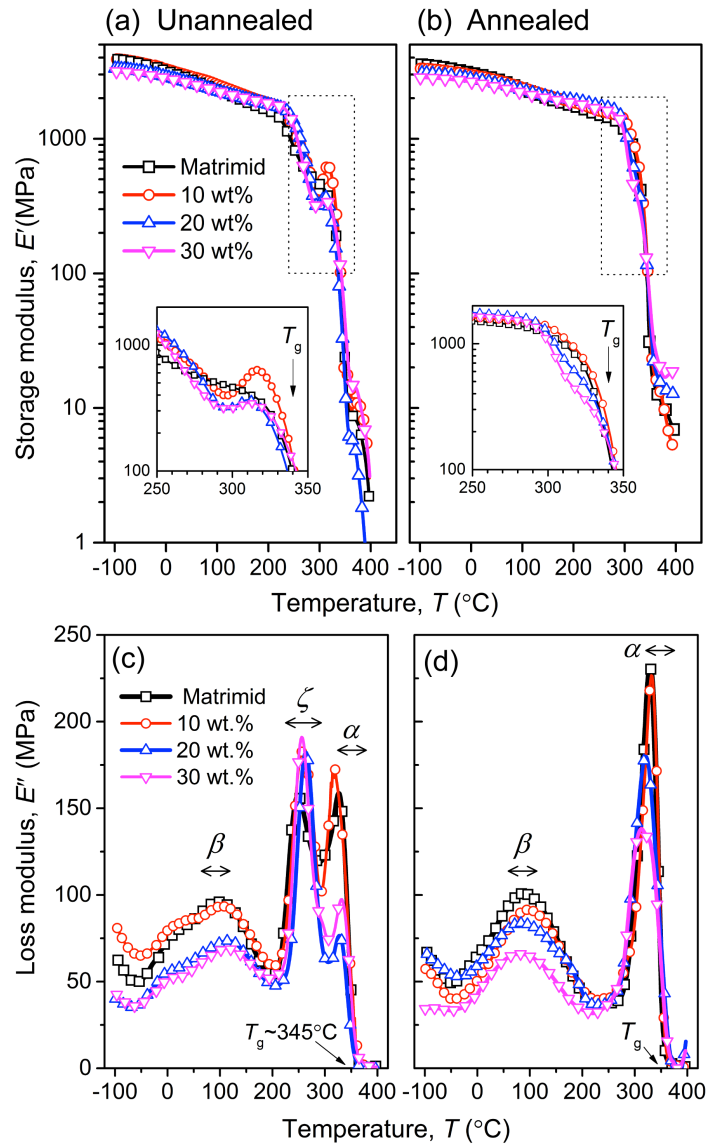 (a) Unannealed
(b) Annealed
Storage modulus, E′(MPa)
1000
100
10
1
Matrimid
10 wt%
20 wt%
30 wt%
1000
100
250
300
350
Tg
1000
100
250
300
350
Tg
-100
0
100
200
300
400
-100
0
100
200
300
400
Temperature, T (°C)
Temperature, T (°C)
Loss modulus, E″ (MPa)
250
200
150
100
50
0
(c)
Matrimid
10 wt.%
20 wt.%
30 wt.%
ζ
α
β
Tg~345°C
(d)
α
β
Tg
-100
0
100
200
300
400
-100
0
100
200
300
400
Temperature, T (°C)
Temperature, T (°C)